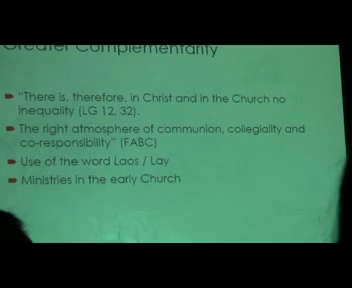 Greater Complementarity
"There is, therefore, in Christ and in the Church no
inequality (LG 12, 32).
The right atmosphere of communion, collegiality and
co-responsibility" (FABC)
Use of the word Laos / Lay
Ministries in the early Church